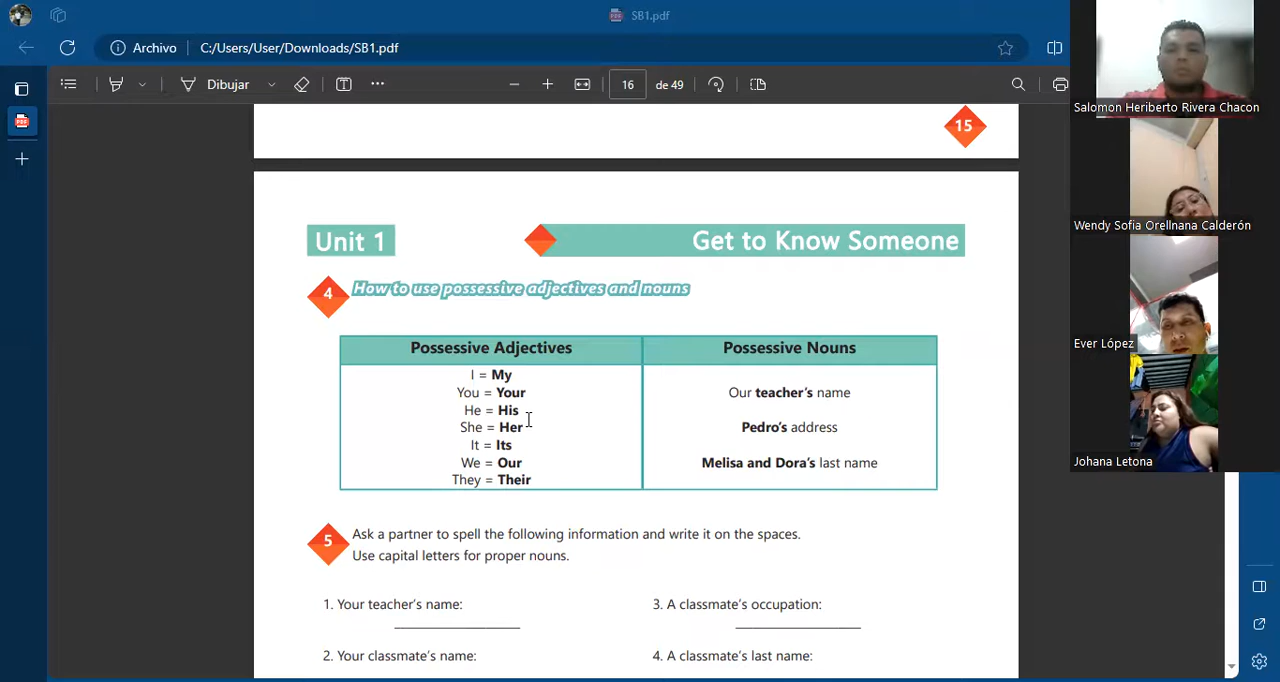 SB1.pdf
Archivo C:/Users/User/Downloads/SB1.pdf
Dibujar 16 de 49
15
Unit 1 Get to Know Someone
4 How to use possessive adjectives and nouns
Possessive Adjectives Possessive Nouns
I = My
You = Your
He = His
She = Her
It = Its
We = Our
They = Their
Our teacher's name
Pedro's address
Melisa and Dora's last name
5 Ask a partner to spell the following information and write it on the spaces.
Use capital letters for proper nouns.
1. Your teacher's name:
3. A classmate's occupation:
2. Your classmate's name:
4. A classmate's last name:
Salomon Heriberto Rivera Chacon
Wendy Sofia Orellnana Calderón
Ever López
Johana Letona